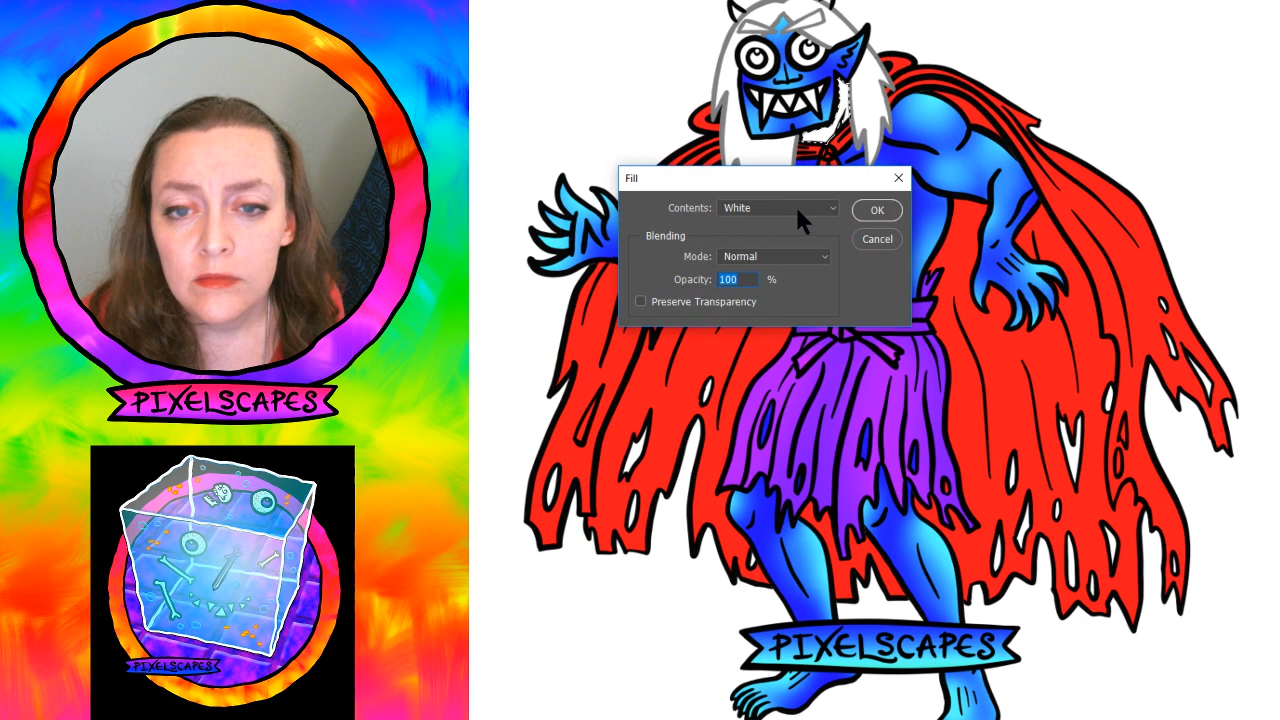 PIXELSCAPES
PIXELSCAPES
Fill
Contents: White
OK
Blending
Cancel
Mode: Normal
Opacity: 100 %
Preserve Transparency
PIXELSCAPES